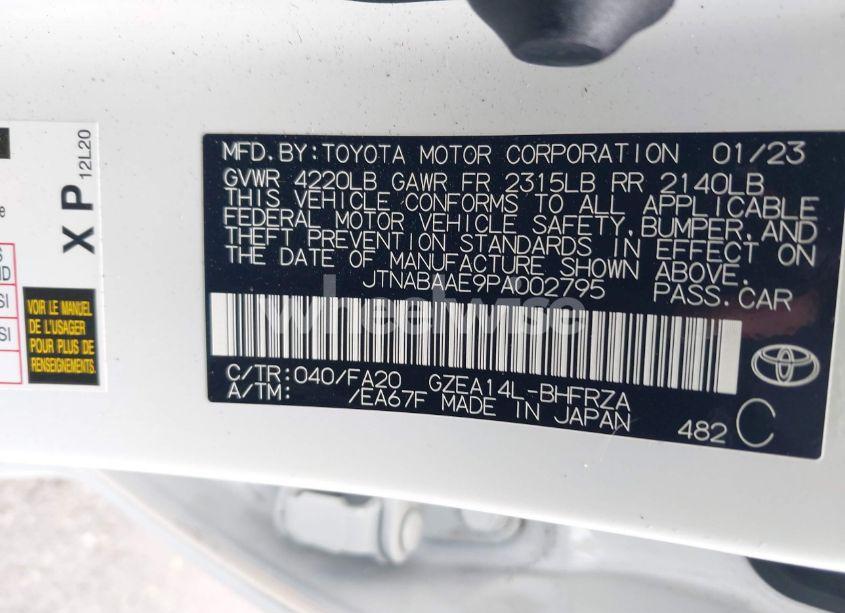 MFD. BY: TOYOTA MOTOR CORPORATION 01/23
GVWR 4220LB GAWR FR 2315LB RR 2140LB
THIS VEHICLE CONFORMS TO ALL APPLICABLE
FEDERAL MOTOR VEHICLE SAFETY, BUMPER, AND
THEFT PREVENTION STANDARDS IN EFFECT ON
THE DATE OF MANUFACTURE SHOWN ABOVE.
JTNABAAE9PA002795 PASS. CAR
wheelwise
C/TR: 040/FA20 GZEA14L-BHFRZA
A/TM: /EA67F MADE IN JAPAN
482 C
XP
12L20
VOIR LE MANUEL
DE L'USAGER
POUR PLUS DE
RENSEIGNEMENTS.